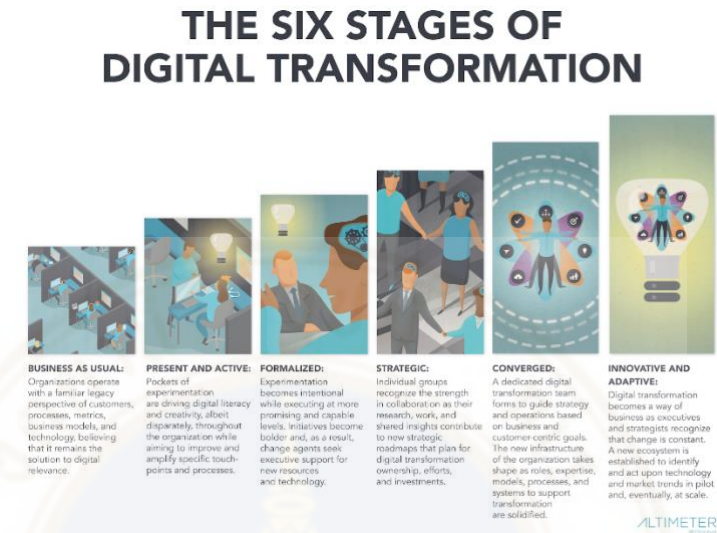 THE SIX STAGES OF
DIGITAL TRANSFORMATION
BUSINESS AS USUAL:
Organizations operate
with a familiar legacy
perspective of customers,
processes, metrics,
business models, and
technology, believing
that it remains the
solution to digital
relevance.
PRESENT AND ACTIVE:
Pockets of
experimentation
are driving digital literacy
and creativity, albeit
disparately, throughout
the organization while
aiming to improve and
amplify specific touch-
points and processes.
FORMALIZED:
Experimentation
becomes intentional
while executing at more
promising and capable
levels. Initiatives become
bolder and, as a result,
change agents seek
executive support for
new resources
and technology.
STRATEGIC:
Individual groups
recognize the strength
in collaboration as their
research, work, and
shared insights contribute
to new strategic
roadmaps that plan for
digital transformation
ownership, efforts,
and investments.
CONVERGED:
A dedicated digital
transformation team
forms to guide strategy
and operations based
on business and
customer-centric goals.
The new infrastructure
of the organization takes
shape as roles, expertise,
models, processes, and
systems to support
transformation
are solidified.
INNOVATIVE AND
ADAPTIVE:
Digital transformation
becomes a way of
business as executives
and strategists recognize
that change is constant.
A new ecosystem is
established to identify
and act upon technology
and market trends in pilot
and, eventually, at scale.
ALTIMETER